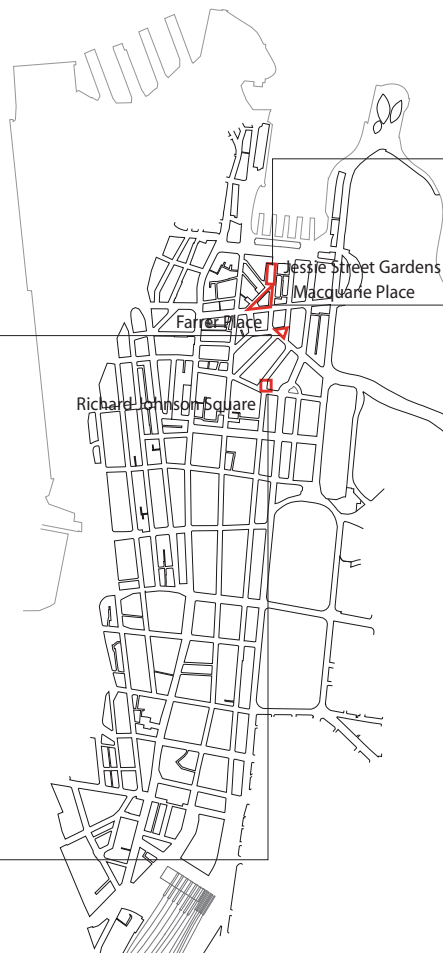 Jessie Street Gardens
Macquarie Place
Farrer Place
Richard Johnson Square